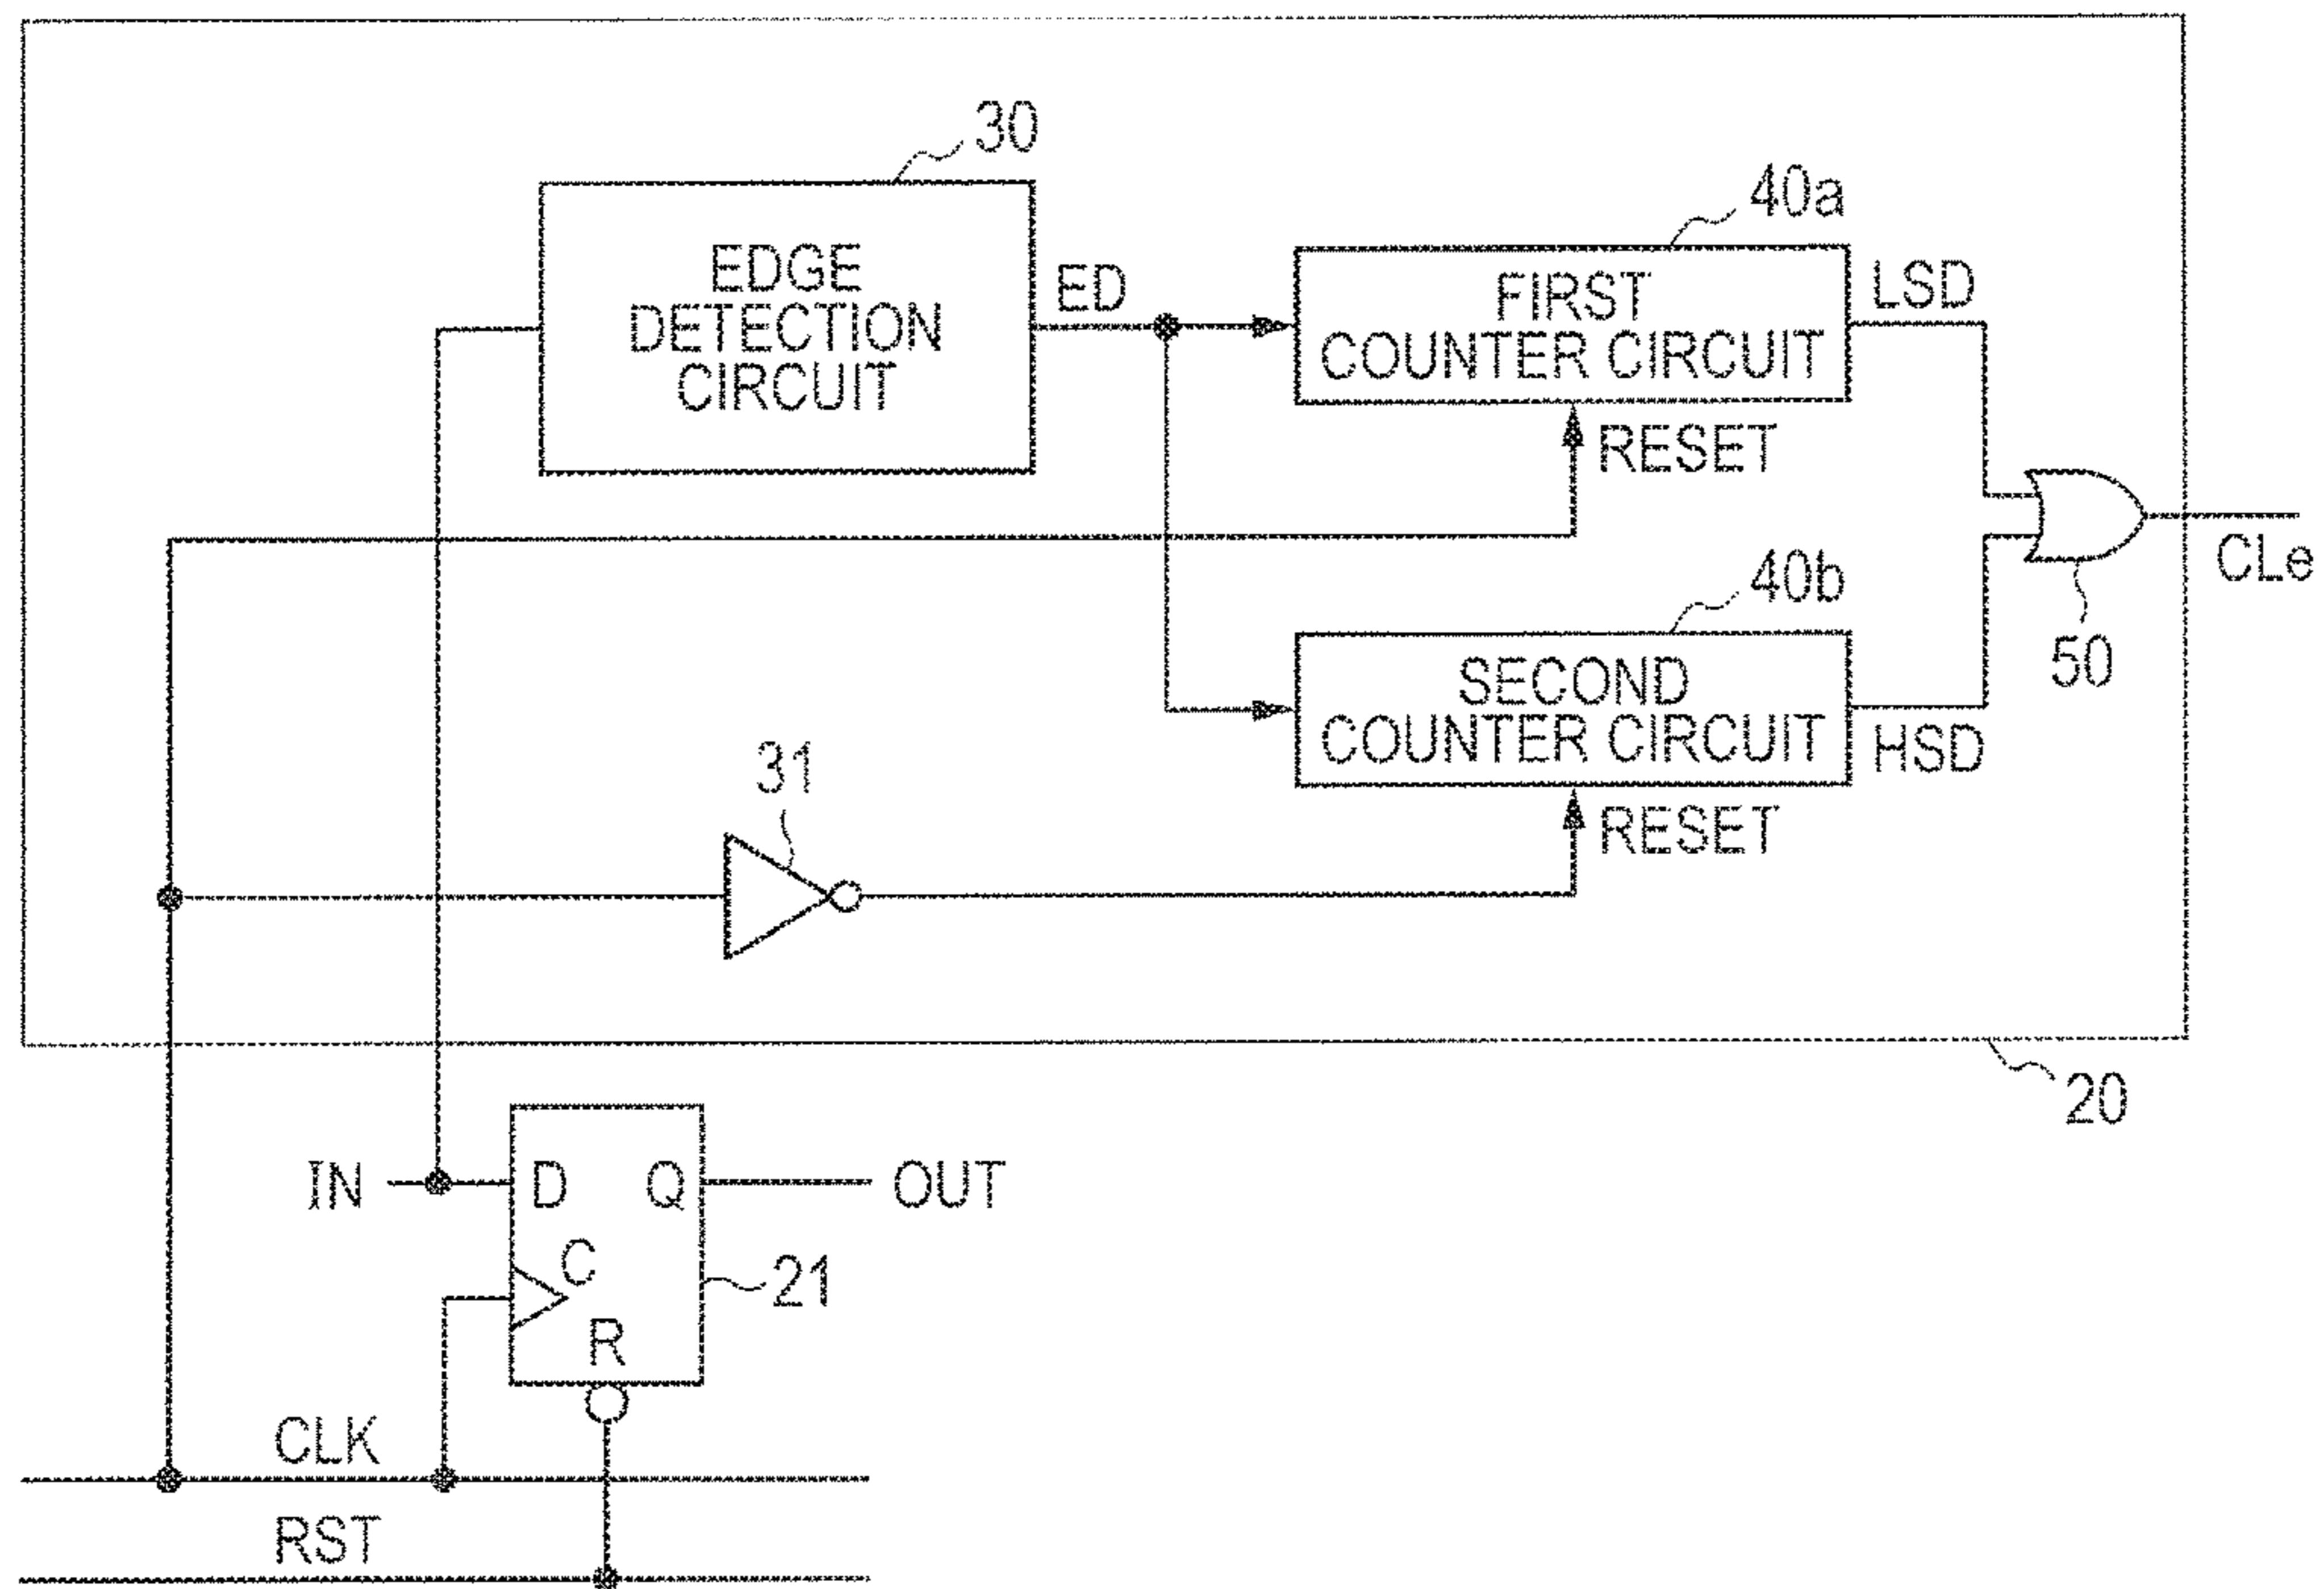 30
40a
EDGE
DETECTION
CIRCUIT
ED
FIRST
COUNTER CIRCUIT
LSD
RESET
CLe
40b
50
SECOND
COUNTER CIRCUIT
HSD
31
RESET
20
IN
D
Q
OUT
C
21
R
CLK
RST